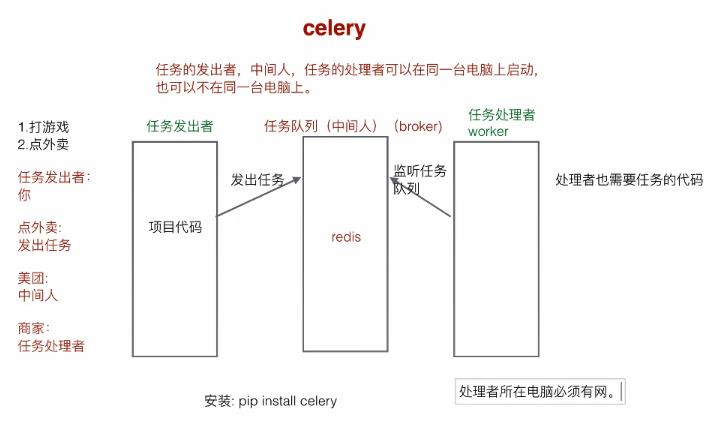 celery
任务的发出者，中间人，任务的处理者可以在同一台电脑上启动，
也可以不在同一台电脑上。
1.打游戏
2.点外卖
任务发出者：
你
点外卖：
发出任务
美团：
中间人
商家：
任务处理者
任务发出者
项目代码
发出任务
任务队列（中间人）（broker）
redis
监听任务
队列
任务处理者
worker
处理者也需要任务的代码
处理者所在电脑必须有网。
安装: pip install celery